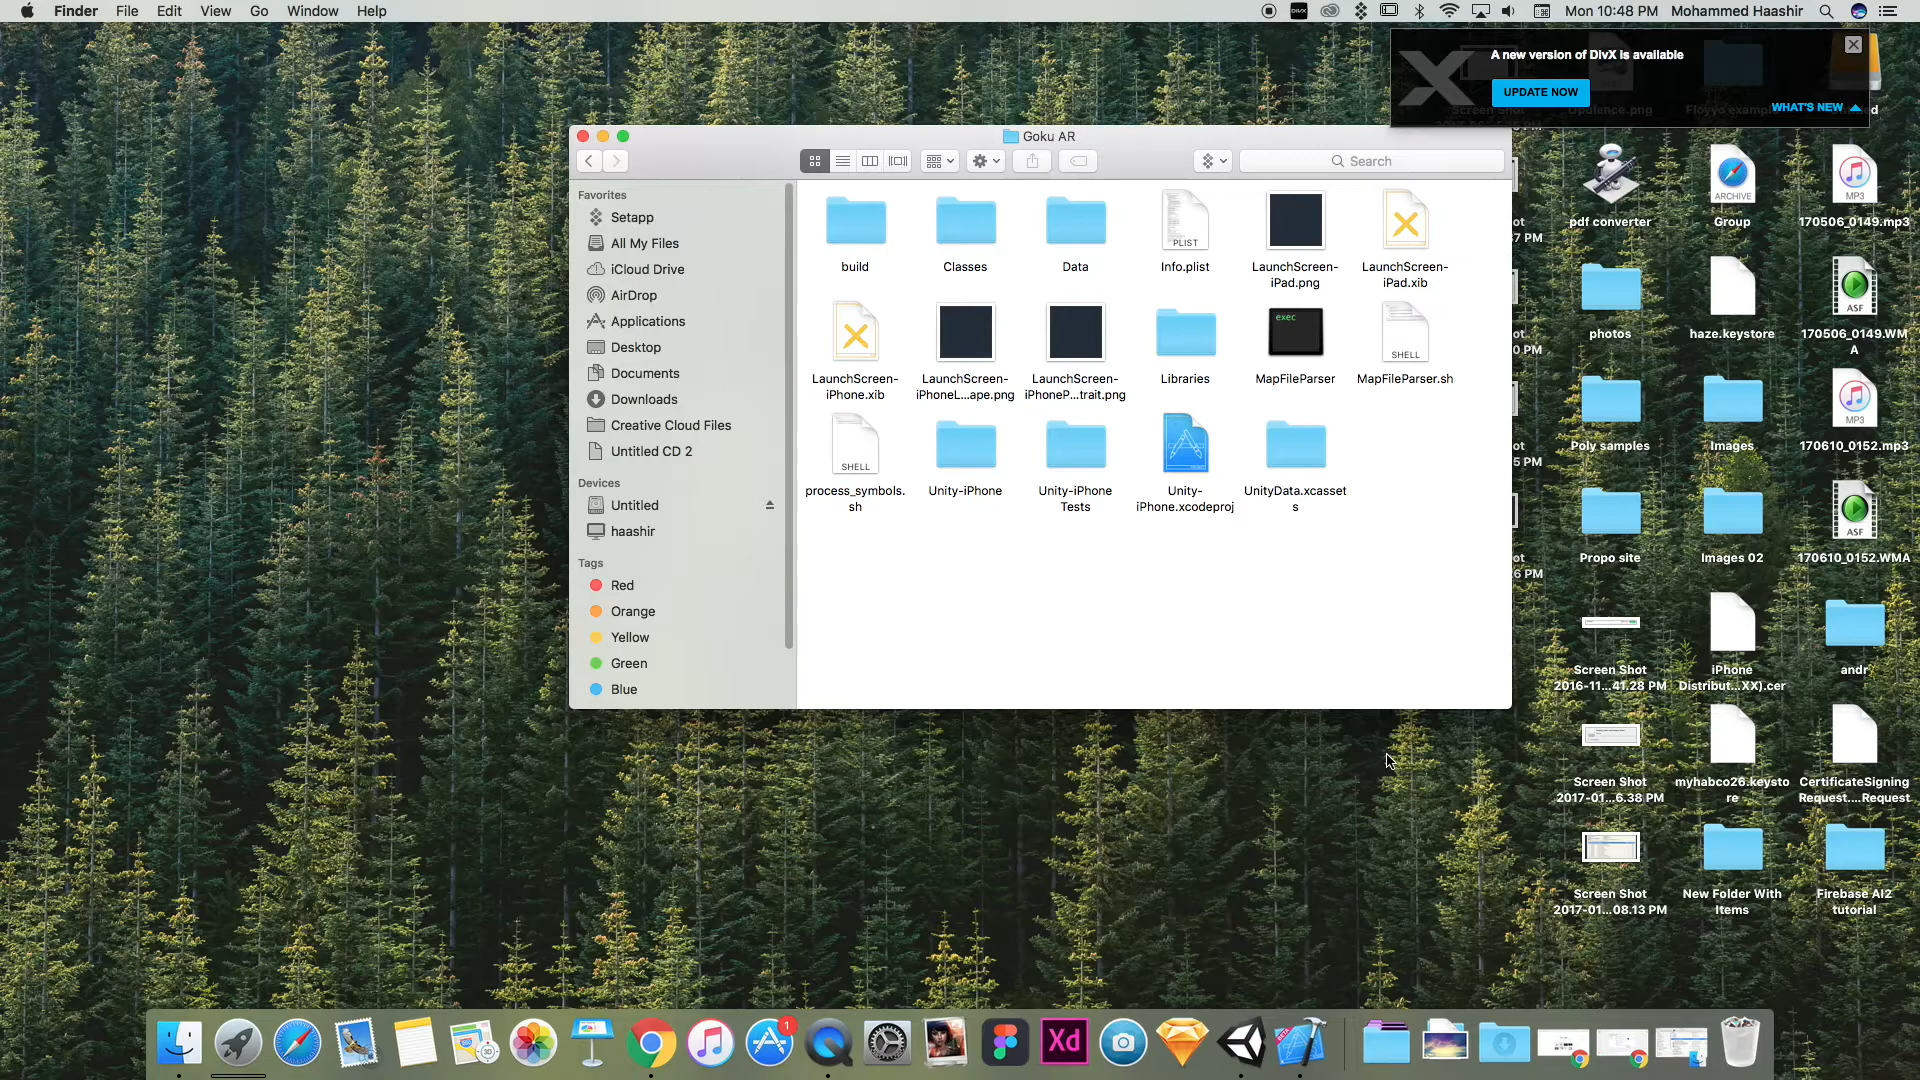 Finder File Edit View Go Window Help
Mon 10:48 PM Mohammed Haashir
A new version of DivX is available
UPDATE NOW
WHAT'S NEW
Goku AR
Search
Favorites
Setapp
All My Files
iCloud Drive
AirDrop
Applications
Desktop
Documents
Downloads
Creative Cloud Files
Untitled CD 2
Devices
Untitled
haashir
Tags
Red
Orange
Yellow
Green
Blue
PLIST
build Classes Data Info.plist LaunchScreen- LaunchScreen-
iPad.png iPad.xib
exec
SHELL
LaunchScreen- LaunchScreen- LaunchScreen- Libraries MapFileParser MapFileParser.sh
iPhone.xib iPhoneL...ape.png iPhoneP...trait.png
SHELL
process_symbols. Unity-iPhone Unity-iPhone Unity- UnityData.xcasset
sh Tests iPhone.xcodeproj s
ARCHIVE MP3
pdf converter Group 170506_0149.mp3
ASF
photos haze.keystore 170506_0149.WM
A
MP3
Poly samples Images 170610_0152.mp3
ASF
Propo site Images 02 170610_0152.WMA
Screen Shot iPhone andr
2016-11...41.28 PM Distribut...XX).cer
Screen Shot myhabco26.keysto CertificateSigning
2017-01...6.38 PM re Request....Request
Screen Shot New Folder With Firebase AI2
2017-01...08.13 PM Items tutorial
1
3D
Xd